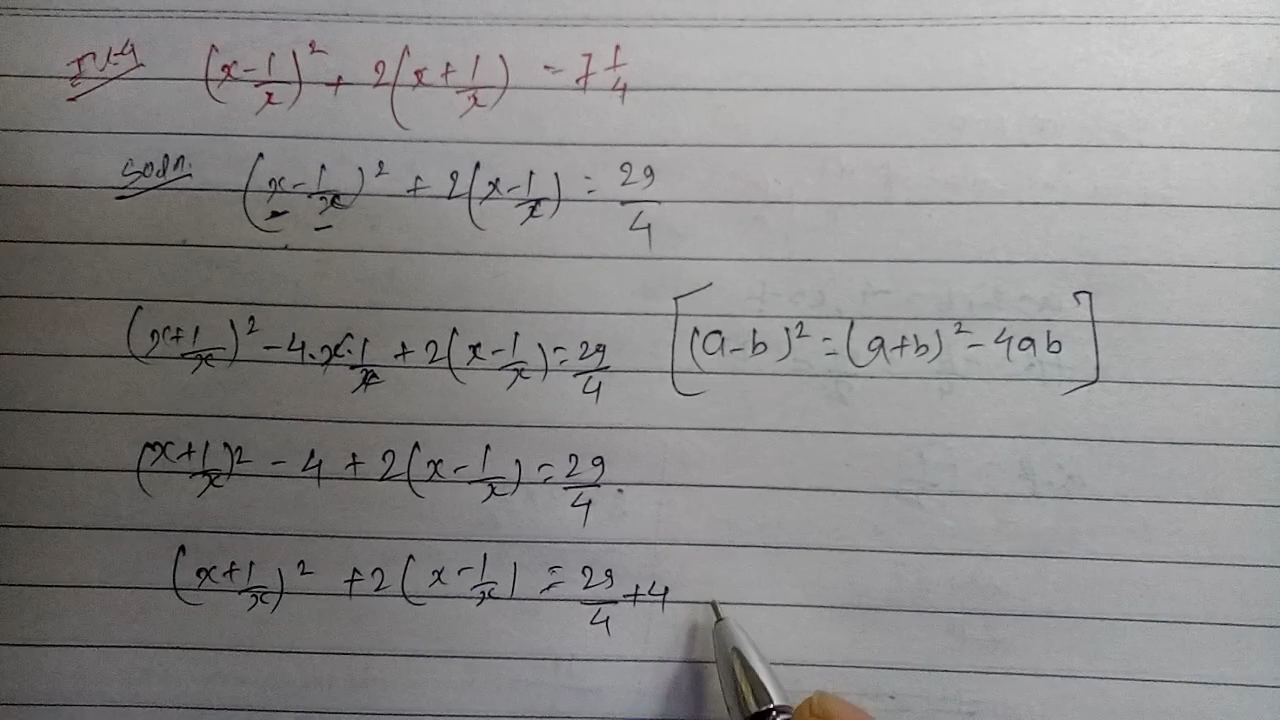 (x-1/x)² + 2(x+1/x) = 7 1/4
Soln. (x-1/x)² + 2(x-1/x) = 29/4
(x+1/x)² - 4.x.1/x + 2(x-1/x) = 29/4 [(a-b)² = (a+b)² - 4ab]
(x+1/x)² - 4 + 2(x-1/x) = 29/4.
(x+1/x)² + 2(x-1/x) = 29/4 + 4